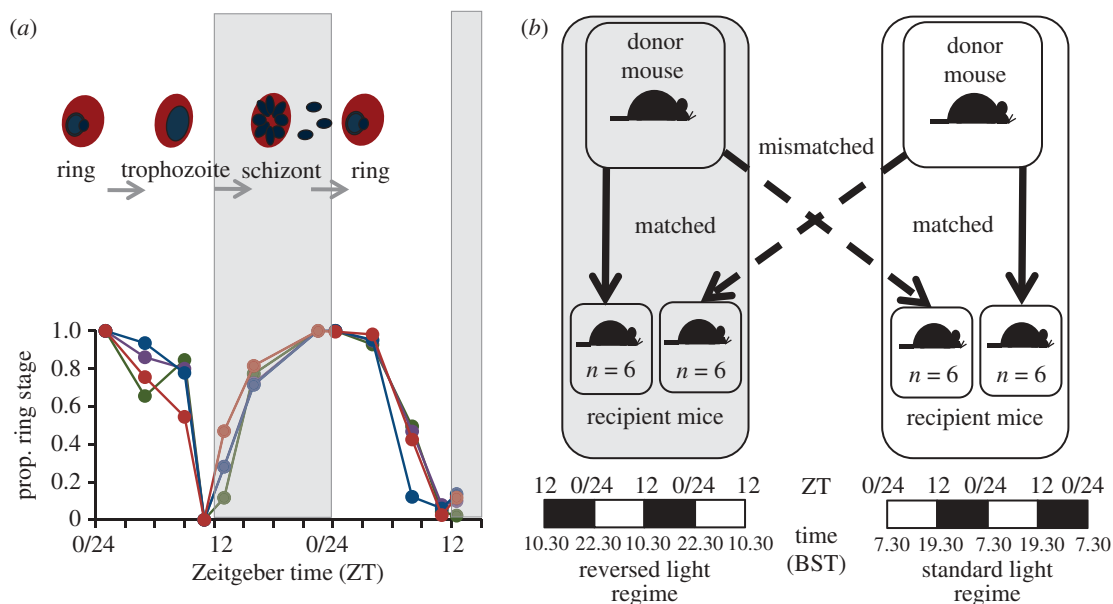 (a)
ring
trophozoite
schizont
ring
prop. ring stage
1.0
0.8
0.6
0.4
0.2
0
0/24
12
0/24
12
Zeitgeber time (ZT)
(b)
donor
mouse
donor
mouse
mismatched
matched
matched
n = 6
n = 6
recipient mice
n = 6
n = 6
recipient mice
12 0/24 12 0/24 12
ZT
0/24 12 0/24 12 0/24
10.30 22.30 10.30 22.30 10.30
time
(BST)
7.30 19.30 7.30 19.30 7.30
reversed light
regime
standard light
regime